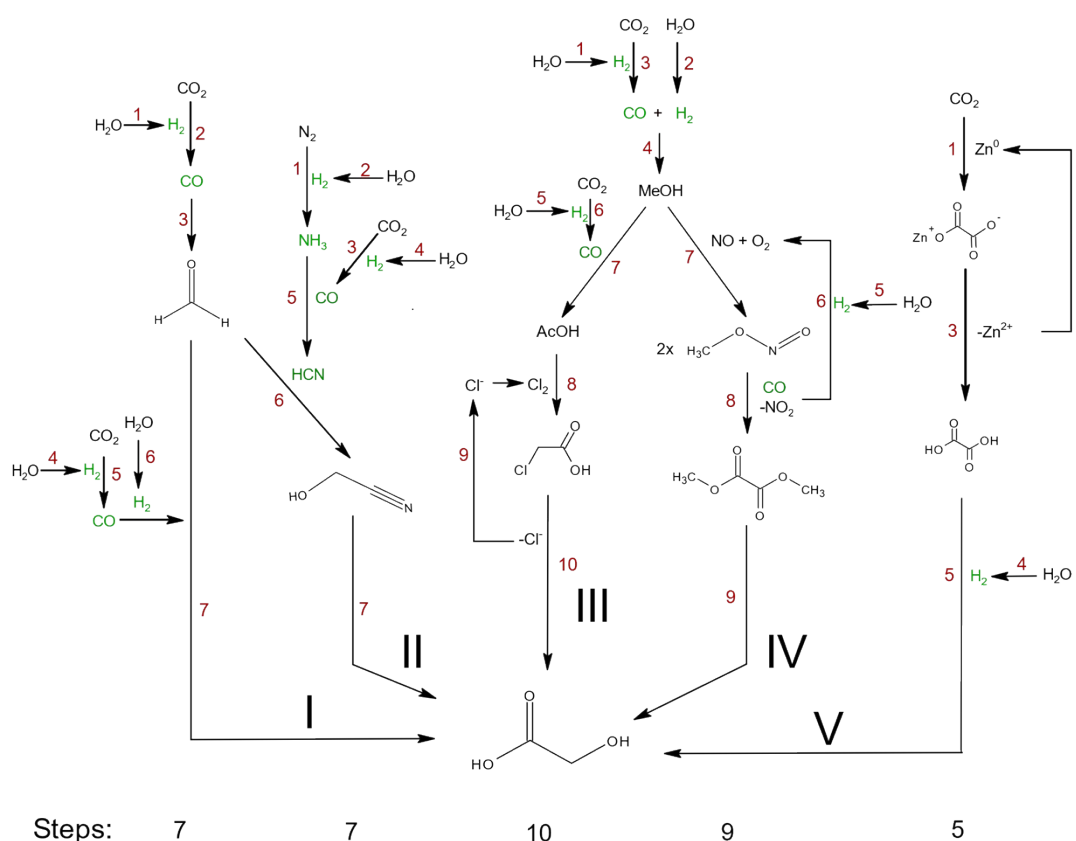 CO2 H2O
H2O 1 H2 3 2
CO + H2
4
MeOH
CO2
H2O 1 H2 2
CO
3
O
H H
N2
1 H2 2 H2O
NH3 3 CO2
H2 4 H2O
5 CO
HCN
6
CO2
H2O 5 H2 6
CO 7
7
NO + O2
6 H2 5 H2O
CO2
1 Zn0
O O-
Zn+ O O
3 -Zn2+
AcOH
Cl- Cl2 8
9
O
Cl OH
-Cl-
10
2x H3C O N O
CO
8 -NO2
O
H3C O O CH3
O
9
O
HO OH
O
5 H2 4 H2O
CO2 H2O
H2O 4 H2 5 6
H2
CO
7
HO N
7
I
II
III
IV
V
O
HO OH
Steps: 7 7 10 9 5